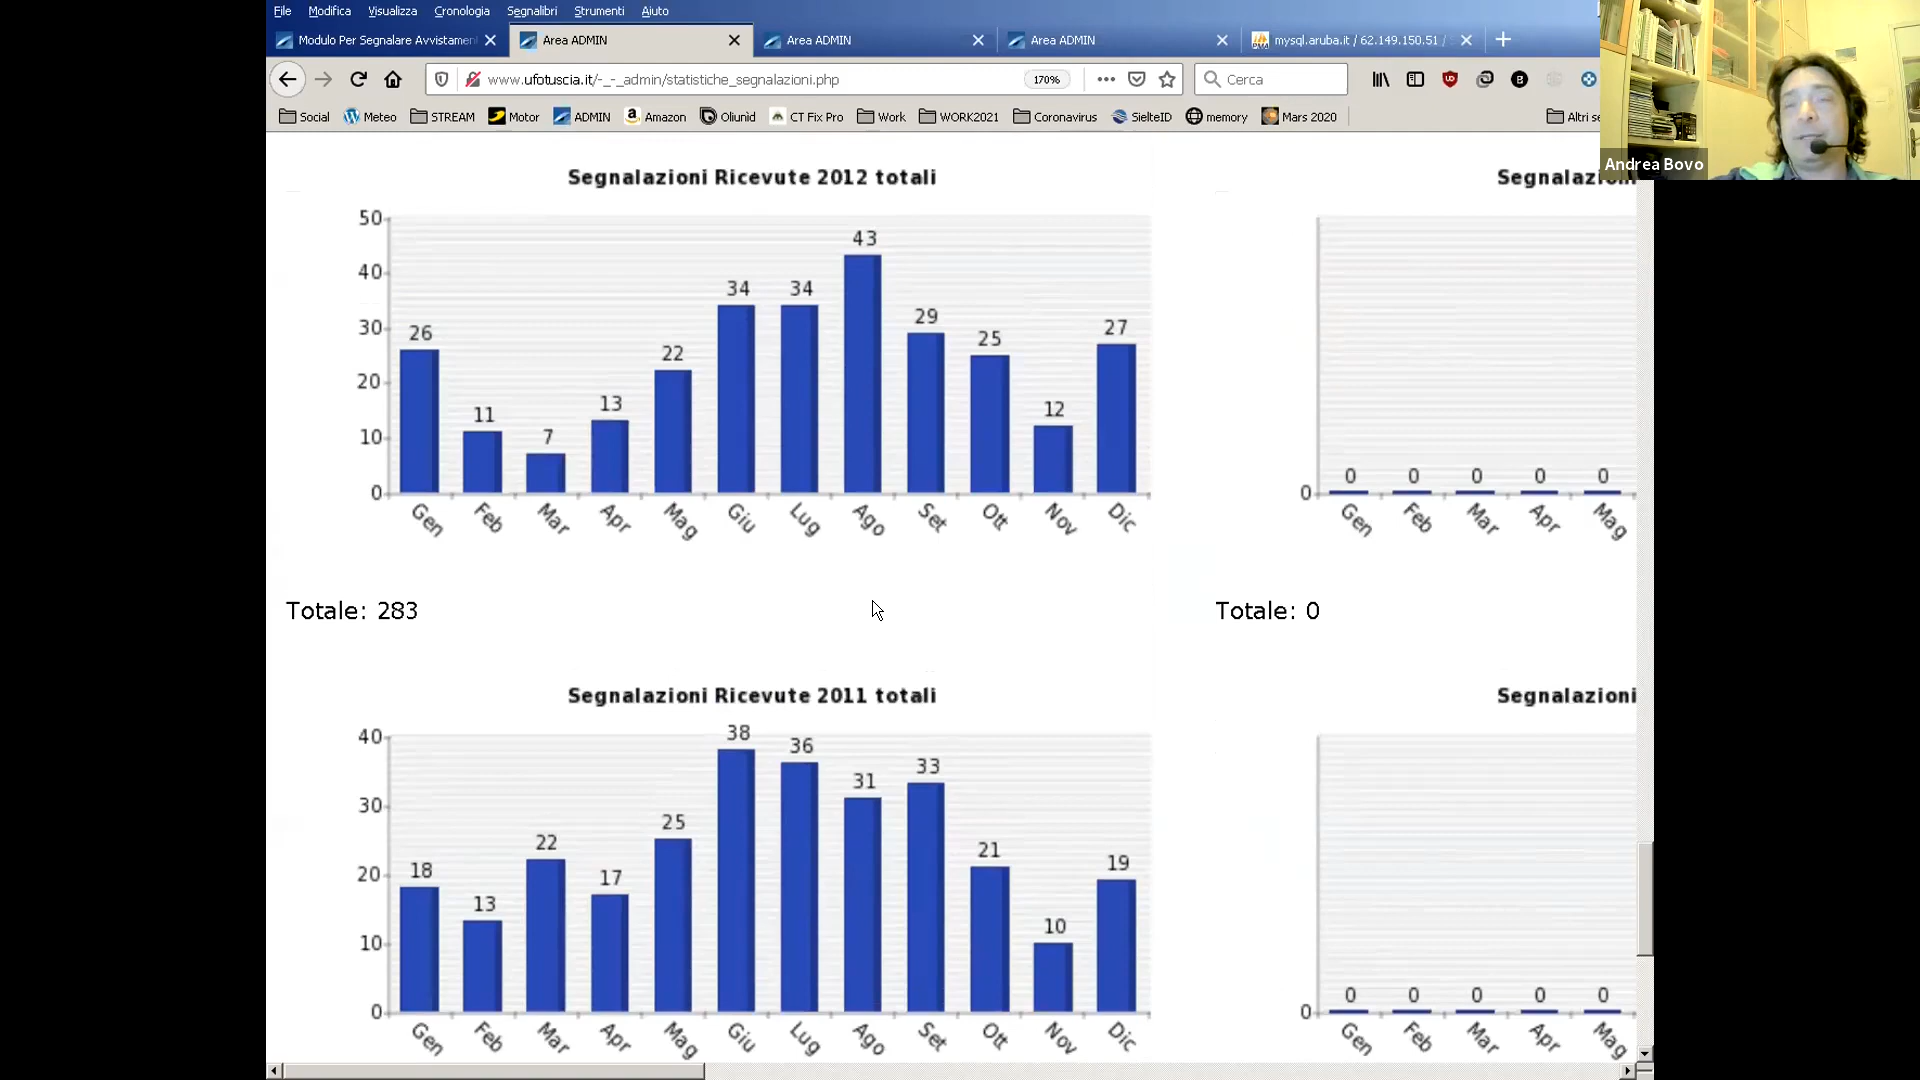 File Modifica Visualizza Cronologia Segnalibri Strumenti Aiuto
Modulo Per Segnalare Avvistamen
Area ADMIN
Area ADMIN
Area ADMIN
mysql.aruba.it / 62.149.150.51 /
www.ufotuscia.it/-_-_admin/statistiche_segnalazioni.php
170%
Cerca
Social Meteo STREAM Motor ADMIN Amazon Oliunìd CT Fix Pro Work WORK2021 Coronavirus SielteID memory Mars 2020 Altri se
Andrea Bovo
Segnalazioni Ricevute 2012 totali
50
40
30
20
10
0
26 11 7 13 22 34 34 43 29 25 12 27
Gen Feb Mar Apr Mag Giu Lug Ago Set Ott Nov Dic
Totale: 283
Segnalazioni
0
0 0 0 0 0
Gen Feb Mar Apr Mag
Totale: 0
Segnalazioni Ricevute 2011 totali
40
30
20
10
0
18 13 22 17 25 38 36 31 33 21 10 19
Gen Feb Mar Apr Mag Giu Lug Ago Set Ott Nov Dic
Segnalazioni
0
0 0 0 0 0
Gen Feb Mar Apr Mag